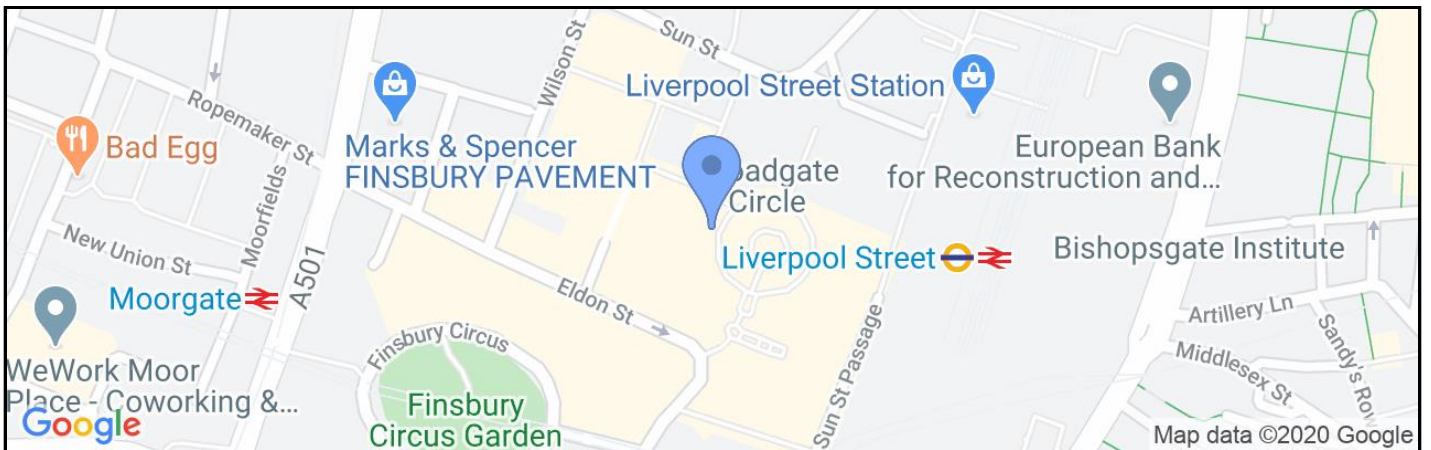 Sun St
Wilson St
Liverpool Street Station
Ropemaker St
Bad Egg
Marks & Spencer
FINSBURY PAVEMENT
European Bank
for Reconstruction and...
Circle
Moorfields
New Union St
Liverpool Street
Bishopsgate Institute
Moorgate
A501
Eldon St
Artillery Ln
Finsbury Circus
Sun St Passage
Middlesex St
Sandy's Row
WeWork Moor
Place - Coworking &...
Finsbury
Circus Garden
Google
Map data ©2020 Google